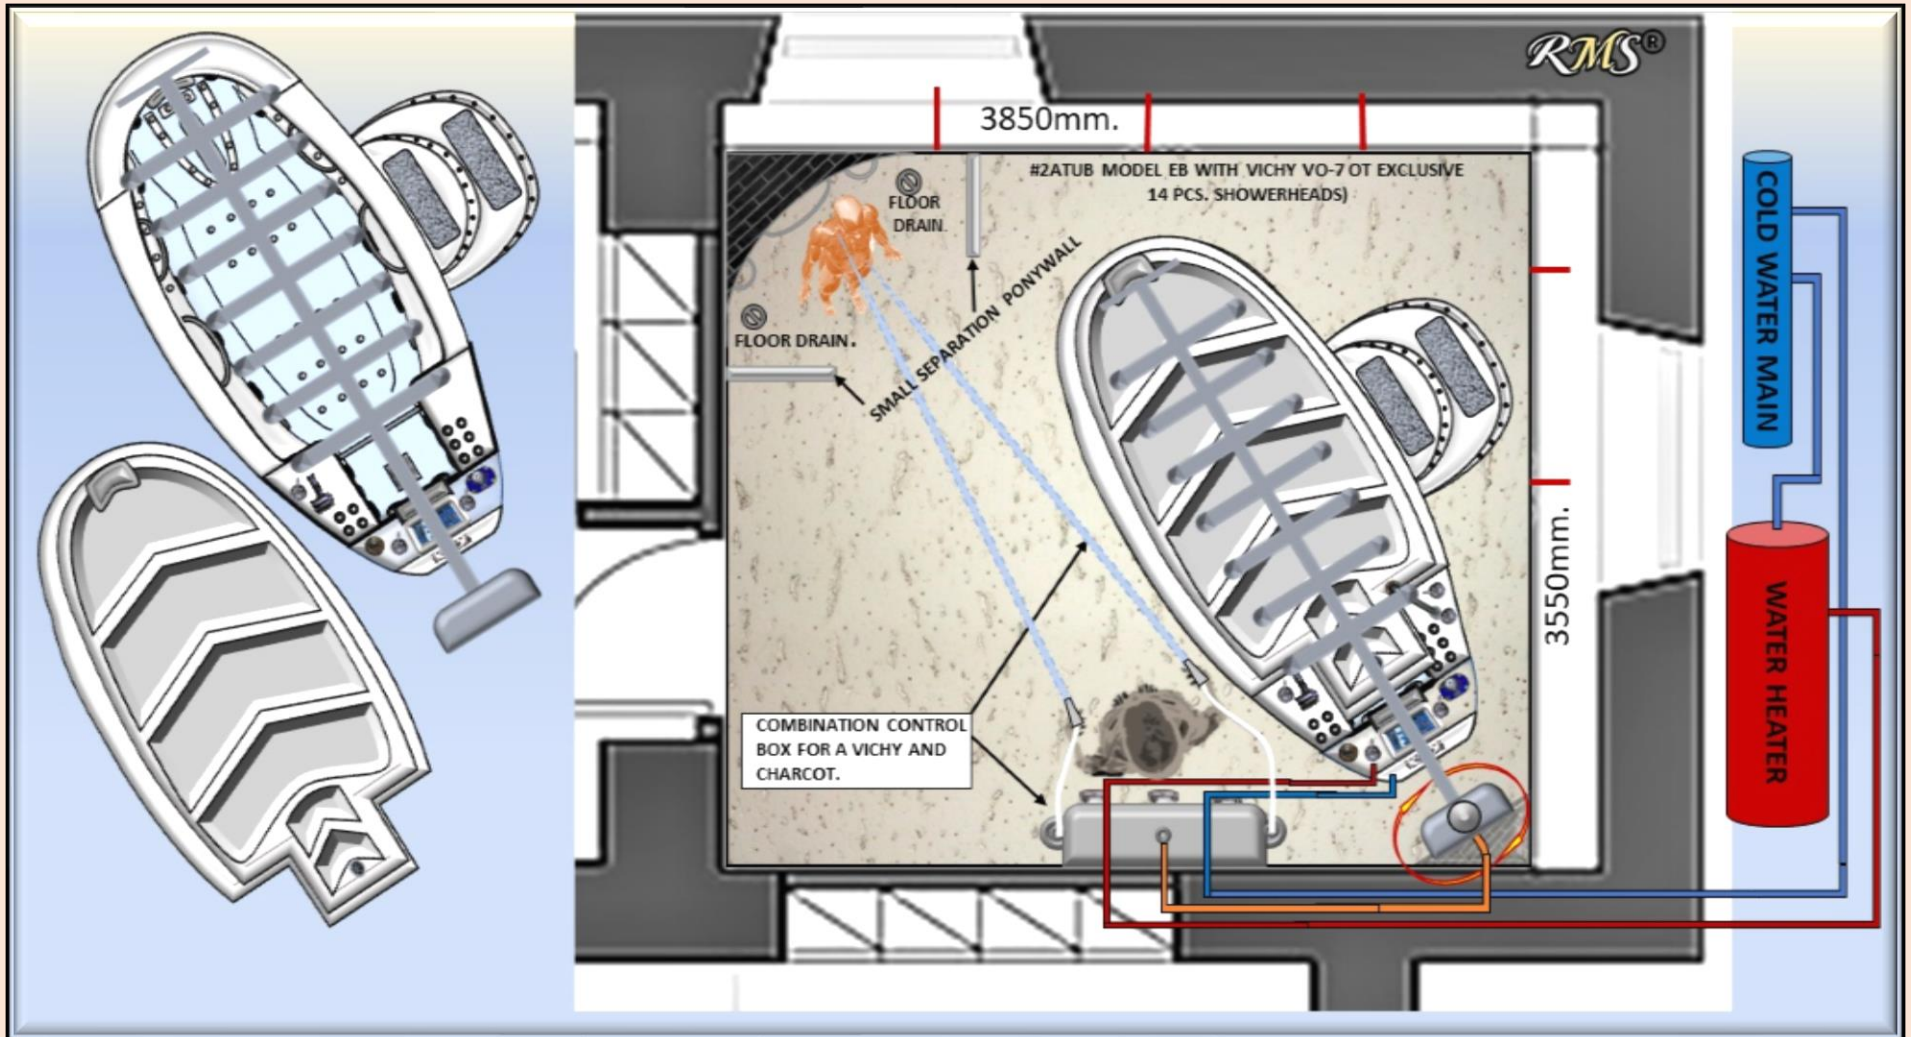 RMS®
3850mm.
#2ATUB MODEL EB WITH VICHY VO-7 OT EXCLUSIVE
14 PCS. SHOWERHEADS)
FLOOR
DRAIN.
SMALL SEPARATION PONYWALL
FLOOR DRAIN.
3550mm.
COMBINATION CONTROL
BOX FOR A VICHY AND
CHARCOT.
COLD WATER MAIN
WATER HEATER